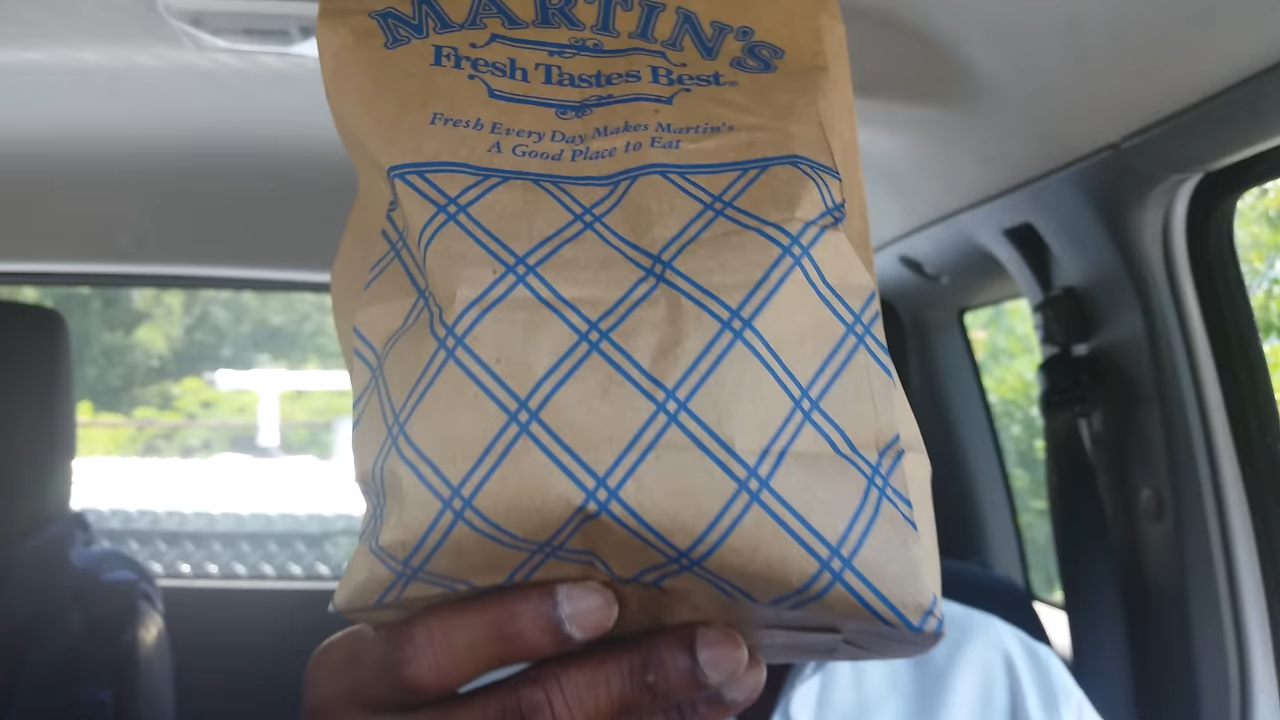 MARTIN'S
Fresh Tastes Best
Fresh Every Day Makes Martin's
A Good Place to Eat